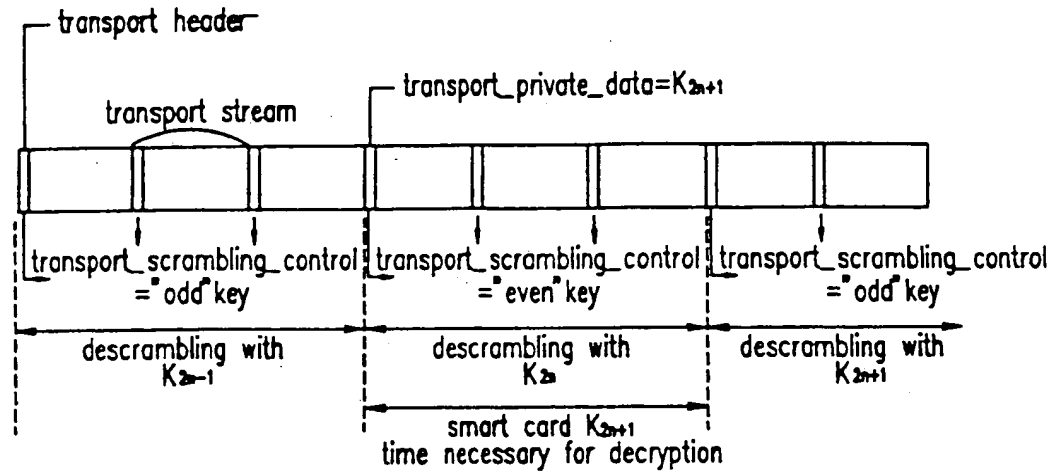 transport header
transport_private_data=K2n+1
transport stream
transport_scrambling_control
="odd"key
transport_scrambling_control
="even"key
transport_scrambling_control
="odd"key
descrambling with
K2n-1
descrambling with
K2n
descrambling with
K2n+1
smart card K2n+1
time necessary for decryption